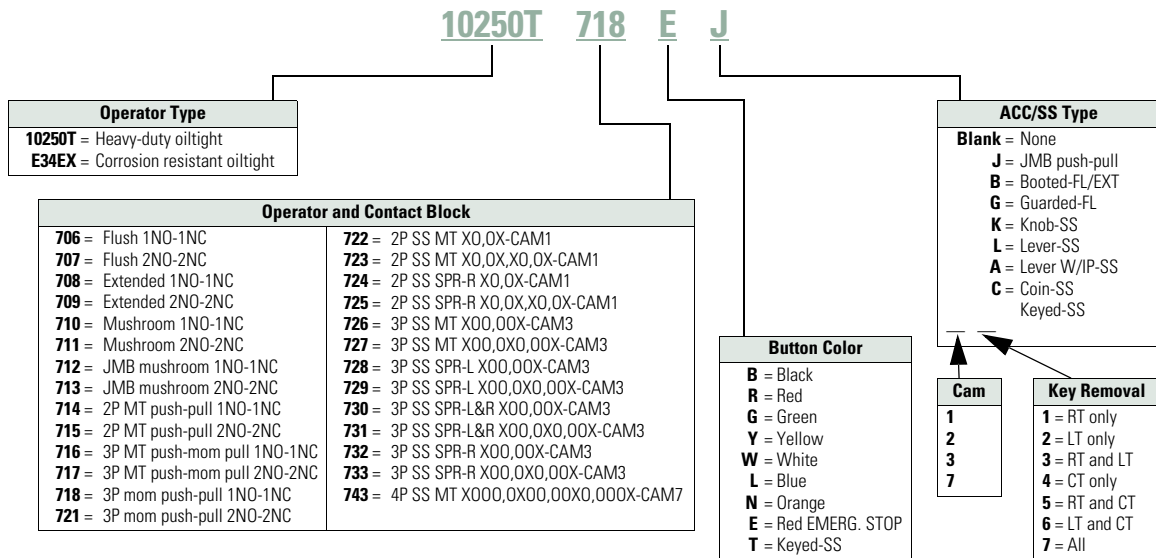 10250T 718 E J
Operator Type
10250T = Heavy-duty oiltight
E34EX = Corrosion resistant oiltight
Operator and Contact Block
706 = Flush 1NO-1NC
707 = Flush 2NO-2NC
708 = Extended 1NO-1NC
709 = Extended 2NO-2NC
710 = Mushroom 1NO-1NC
711 = Mushroom 2NO-2NC
712 = JMB mushroom 1NO-1NC
713 = JMB mushroom 2NO-2NC
714 = 2P MT push-pull 1NO-1NC
715 = 2P MT push-pull 2NO-2NC
716 = 3P MT push-mom pull 1NO-1NC
717 = 3P MT push-mom pull 2NO-2NC
718 = 3P mom push-pull 1NO-1NC
721 = 3P mom push-pull 2NO-2NC
722 = 2P SS MT XO,OX-CAM1
723 = 2P SS MT XO,OX,XO,OX-CAM1
724 = 2P SS SPR-R XO,OX-CAM1
725 = 2P SS SPR-R XO,OX,XO,OX-CAM1
726 = 3P SS MT XOO,OOX-CAM3
727 = 3P SS MT XOO,OXO,OOX-CAM3
728 = 3P SS SPR-L XOO,OOX-CAM3
729 = 3P SS SPR-L XOO,OXO,OOX-CAM3
730 = 3P SS SPR-L&R XOO,OOX-CAM3
731 = 3P SS SPR-L&R XOO,OXO,OOX-CAM3
732 = 3P SS SPR-R XOO,OOX-CAM3
733 = 3P SS SPR-R XOO,OXO,OOX-CAM3
743 = 4P SS MT XOOO,OXOO,OOXO,OOOX-CAM7
Button Color
B = Black
R = Red
G = Green
Y = Yellow
W = White
L = Blue
N = Orange
E = Red EMERG. STOP
T = Keyed-SS
ACC/SS Type
Blank = None
J = JMB push-pull
B = Booted-FL/EXT
G = Guarded-FL
K = Knob-SS
L = Lever-SS
A = Lever W/IP-SS
C = Coin-SS
Keyed-SS
Cam
1
2
3
7
Key Removal
1 = RT only
2 = LT only
3 = RT and LT
4 = CT only
5 = RT and CT
6 = LT and CT
7 = All